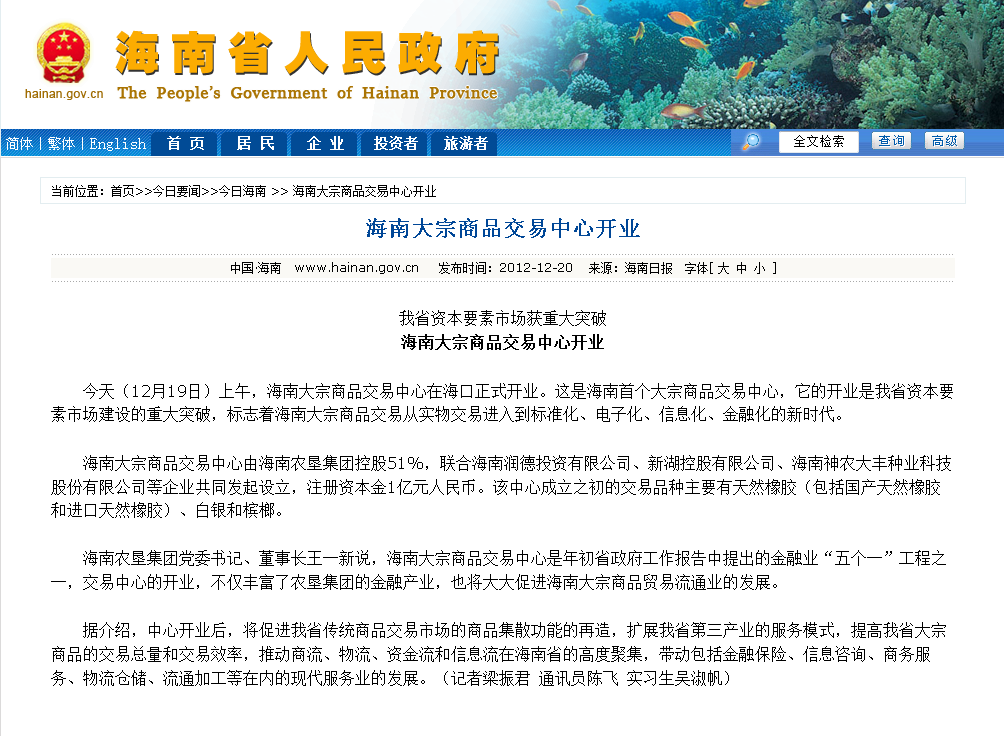 海南省人民政府
hainan.gov.cn The People's Government of Hainan Province
简体 | 繁体 | English 首 页 居 民 企 业 投资者 旅游者 全文检索 查询 高级
当前位置：首页>>今日要闻>>今日海南 >> 海南大宗商品交易中心开业
海南大宗商品交易中心开业
中国·海南 www.hainan.gov.cn 发布时间：2012-12-20 来源：海南日报 字体[ 大 中 小 ]
我省资本要素市场获重大突破
海南大宗商品交易中心开业
今天（12月19日）上午，海南大宗商品交易中心在海口正式开业。这是海南首个大宗商品交易中心，它的开业是我省资本要
素市场建设的重大突破，标志着海南大宗商品交易从实物交易进入到标准化、电子化、信息化、金融化的新时代。
海南大宗商品交易中心由海南农垦集团控股51%，联合海南润德投资有限公司、新湖控股有限公司、海南神农大丰种业科技
股份有限公司等企业共同发起设立，注册资本金1亿元人民币。该中心成立之初的交易品种主要有天然橡胶（包括国产天然橡胶
和进口天然橡胶）、白银和槟榔。
海南农垦集团党委书记、董事长王一新说，海南大宗商品交易中心是年初省政府工作报告中提出的金融业“五个一”工程之
一，交易中心的开业，不仅丰富了农垦集团的金融产业，也将大大促进海南大宗商品贸易流通业的发展。
据介绍，中心开业后，将促进我省传统商品交易市场的商品集散功能的再造，扩展我省第三产业的服务模式，提高我省大宗
商品的交易总量和交易效率，推动商流、物流、资金流和信息流在海南省的高度聚集，带动包括金融保险、信息咨询、商务服
务、物流仓储、流通加工等在内的现代服务业的发展。（记者梁振君 通讯员陈飞 实习生吴淑帆）